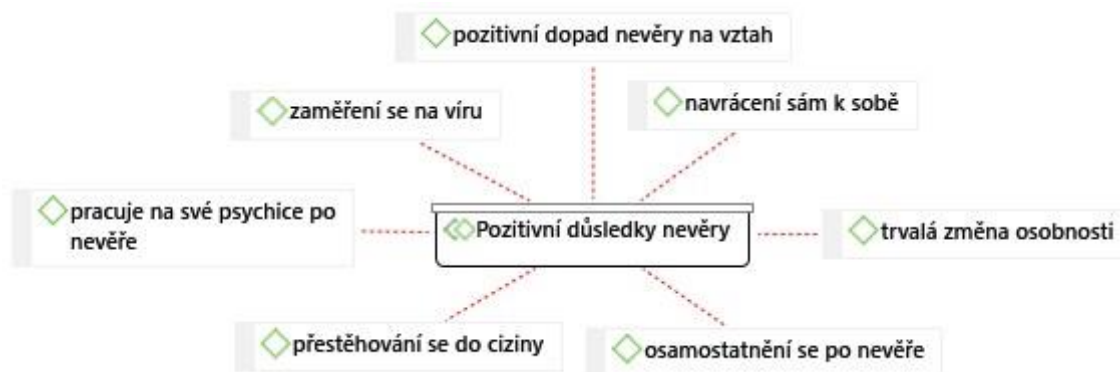 pozitivní dopad nevěry na vztah
zaměření se na víru
navrácení sám k sobě
pracuje na své psychice po
nevěře
Pozitivní důsledky nevěry
trvalá změna osobnosti
přestěhování se do ciziny
osamostatnění se po nevěře